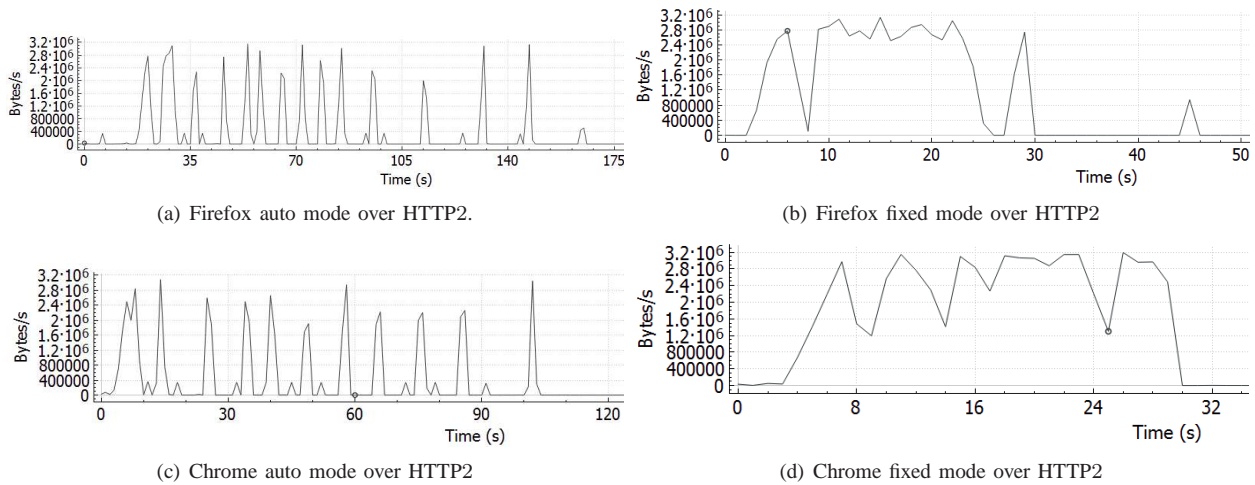 3.2·10⁶
2.8·10⁶
2.4·10⁶
2·10⁶
1.6·10⁶
1.2·10⁶
800000
400000
0
Bytes/s
0 35 70 105 140 175
Time (s)
(a) Firefox auto mode over HTTP2.
3.2·10⁶
2.8·10⁶
2.4·10⁶
2·10⁶
1.6·10⁶
1.2·10⁶
800000
400000
0
Bytes/s
0 10 20 30 40 50
Time (s)
(b) Firefox fixed mode over HTTP2
3.2·10⁶
2.8·10⁶
2.4·10⁶
2·10⁶
1.6·10⁶
1.2·10⁶
800000
400000
0
Bytes/s
0 30 60 90 120
Time (s)
(c) Chrome auto mode over HTTP2
3.2·10⁶
2.8·10⁶
2.4·10⁶
2·10⁶
1.6·10⁶
1.2·10⁶
800000
400000
0
Bytes/s
0 8 16 24 32
Time (s)
(d) Chrome fixed mode over HTTP2